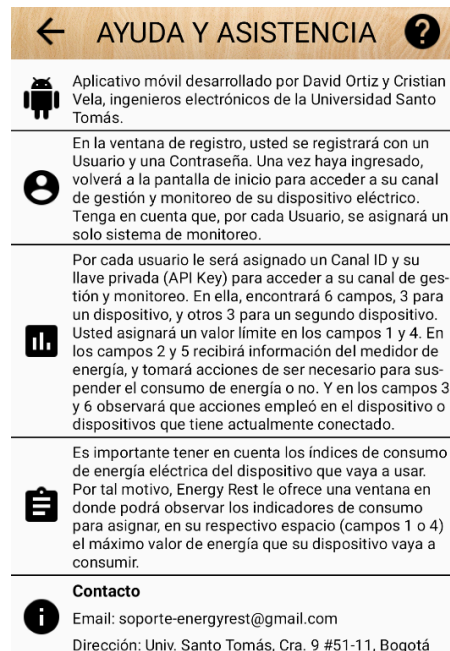 AYUDA Y ASISTENCIA
Aplicativo móvil desarrollado por David Ortiz y Cristian
Vela, ingenieros electrónicos de la Universidad Santo
Tomás.
En la ventana de registro, usted se registrará con un
Usuario y una Contraseña. Una vez haya ingresado,
volverá a la pantalla de inicio para acceder a su canal
de gestión y monitoreo de su dispositivo eléctrico.
Tenga en cuenta que, por cada Usuario, se asignará un
solo sistema de monitoreo.
Por cada usuario le será asignado un Canal ID y su
llave privada (API Key) para acceder a su canal de ges-
tión y monitoreo. En ella, encontrará 6 campos, 3 para
un dispositivo, y otros 3 para un segundo dispositivo.
Usted asignará un valor límite en los campos 1 y 4. En
los campos 2 y 5 recibirá información del medidor de
energía, y tomará acciones de ser necesario para sus-
pender el consumo de energía o no. Y en los campos 3
y 6 observará que acciones empleó en el dispositivo o
dispositivos que tiene actualmente conectado.
Es importante tener en cuenta los índices de consumo
de energía eléctrica del dispositivo que vaya a usar.
Por tal motivo, Energy Rest le ofrece una ventana en
donde podrá observar los indicadores de consumo
para asignar, en su respectivo espacio (campos 1 o 4)
el máximo valor de energía que su dispositivo vaya a
consumir.
Contacto
Email: soporte-energyrest@gmail.com
Dirección: Univ. Santo Tomás, Cra. 9 #51-11, Bogotá